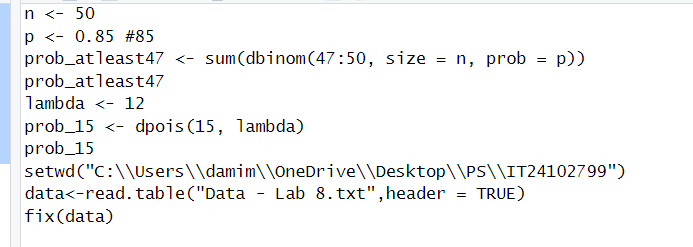 n <- 50
p <- 0.85 #85
prob_atleast47 <- sum(dbinom(47:50, size = n, prob = p))
prob_atleast47
lambda <- 12
prob_15 <- dpois(15, lambda)
prob_15
setwd("C:\\Users\\damim\\OneDrive\\Desktop\\PS\\IT24102799")
data<-read.table("Data - Lab 8.txt",header = TRUE)
fix(data)